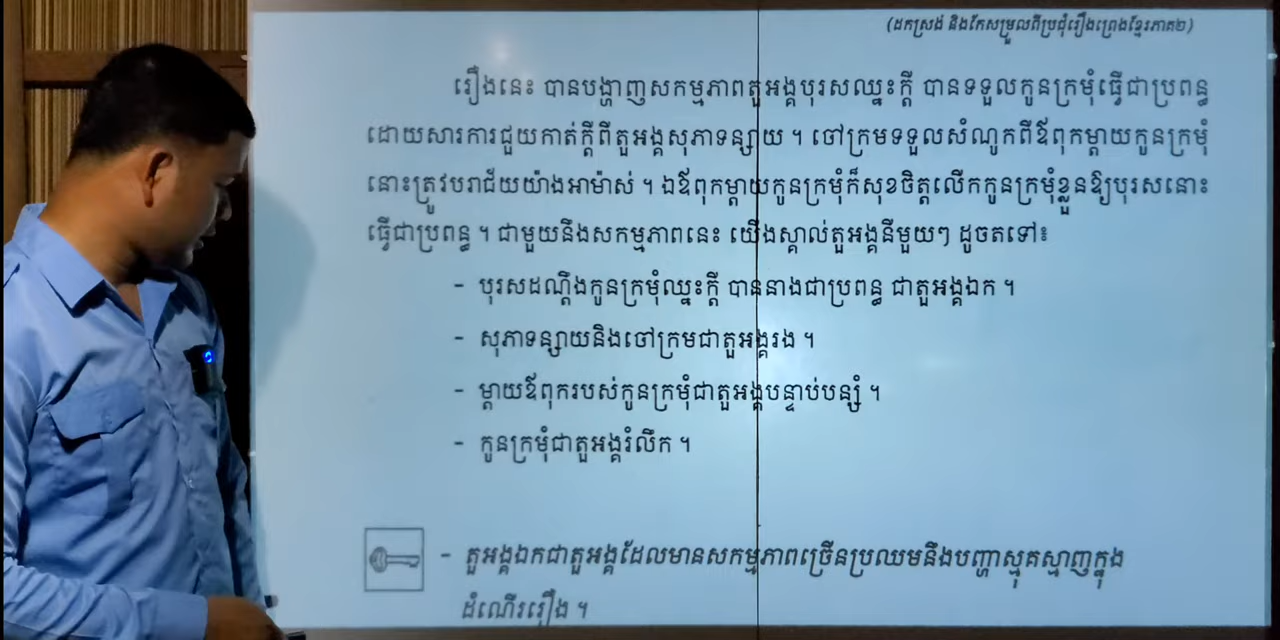 (ដកស្រង់ និងកែសម្រួលពីប្រជុំរឿងព្រេងខ្មែរភាគ២)
រឿងនេះ បានបង្ហាញសកម្មភាពតួអង្គបុរសឈ្នះក្ដី បានទទួលកូនក្រមុំធ្វើជាប្រពន្ធ
ដោយសារការជួយកាត់ក្ដីពីតួអង្គសុភាទន្សាយ ។ ចៅក្រមទទួលសំណូកពីឪពុកម្ដាយកូនក្រមុំ
នោះត្រូវបរាជ័យយ៉ាងអាម៉ាស់ ។ ឯឪពុកម្ដាយកូនក្រមុំក៏សុខចិត្តលើកកូនក្រមុំខ្លួនឱ្យបុរសនោះ
ធ្វើជាប្រពន្ធ ។ ជាមួយនឹងសកម្មភាពនេះ យើងស្គាល់តួអង្គនីមួយៗ ដូចតទៅ៖
- បុរសដណ្ដឹងកូនក្រមុំឈ្នះក្ដី បាននាងជាប្រពន្ធ ជាតួអង្គឯក ។
- សុភាទន្សាយនិងចៅក្រមជាតួអង្គរង ។
- ម្ដាយឪពុករបស់កូនក្រមុំជាតួអង្គបន្ទាប់បន្សំ ។
- កូនក្រមុំជាតួអង្គរំលឹក ។
- តួអង្គឯកជាតួអង្គដែលមានសកម្មភាពច្រើនប្រឈមនឹងបញ្ហាស្មុគស្មាញក្នុង
ដំណើររឿង ។